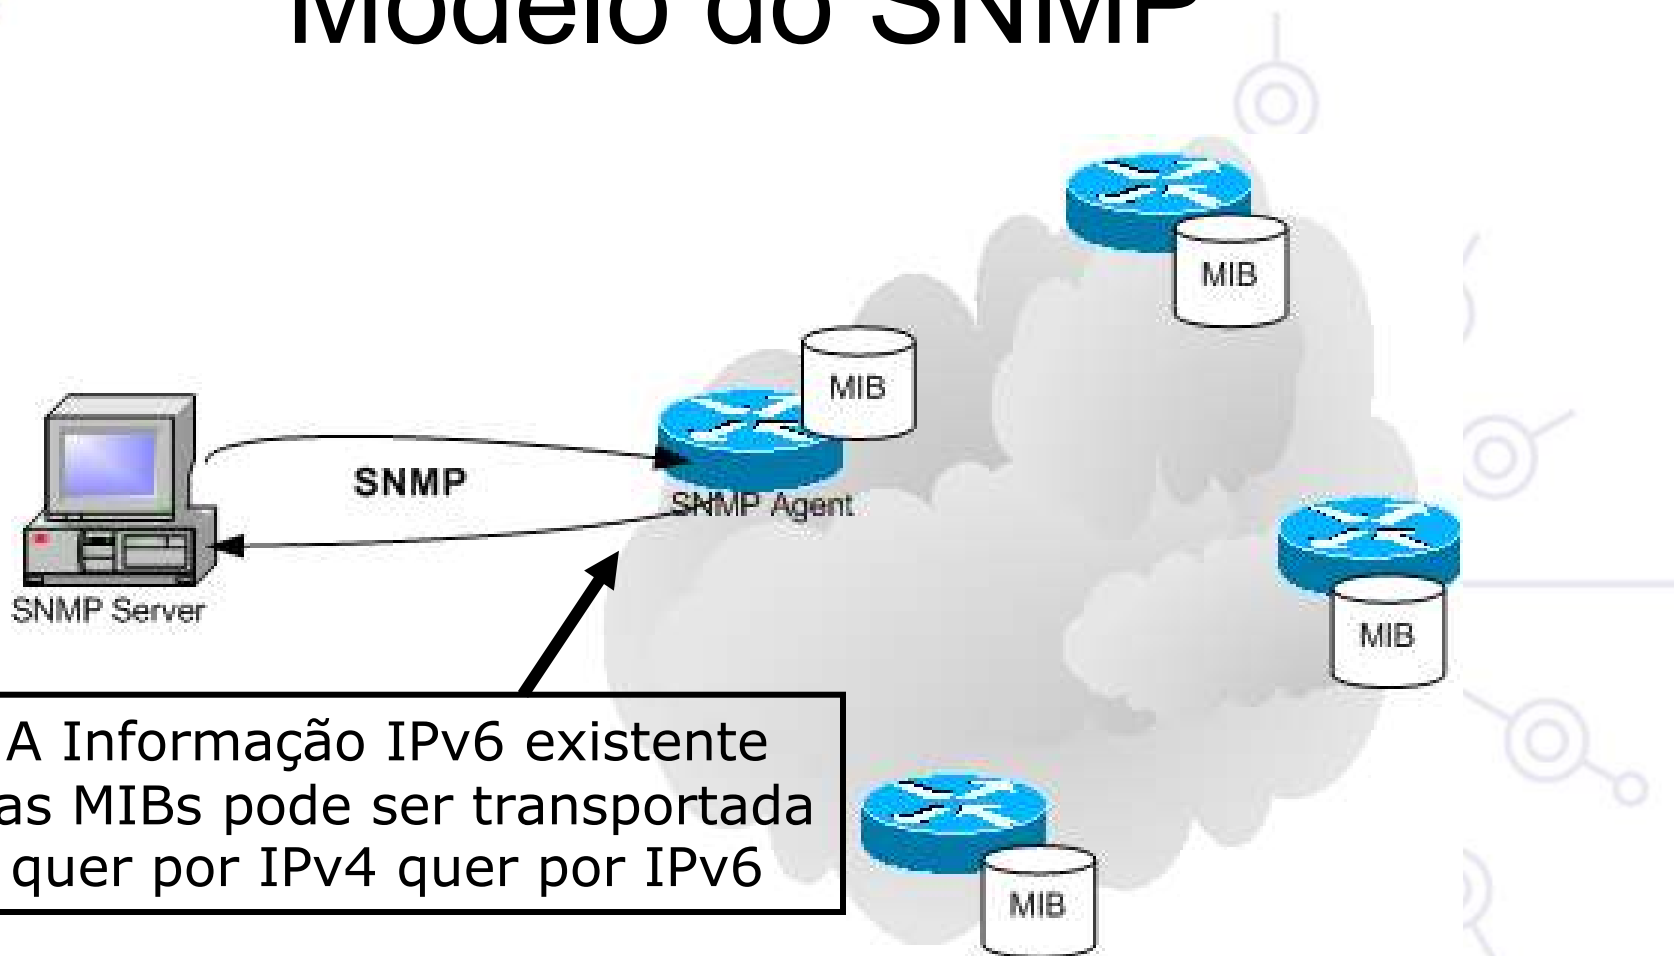 Modelo do SNMP
MIB
MIB
SNMP
SNMP Agent
SNMP Server
MIB
A Informação IPv6 existente
as MIBs pode ser transportada
quer por IPv4 quer por IPv6
MIB